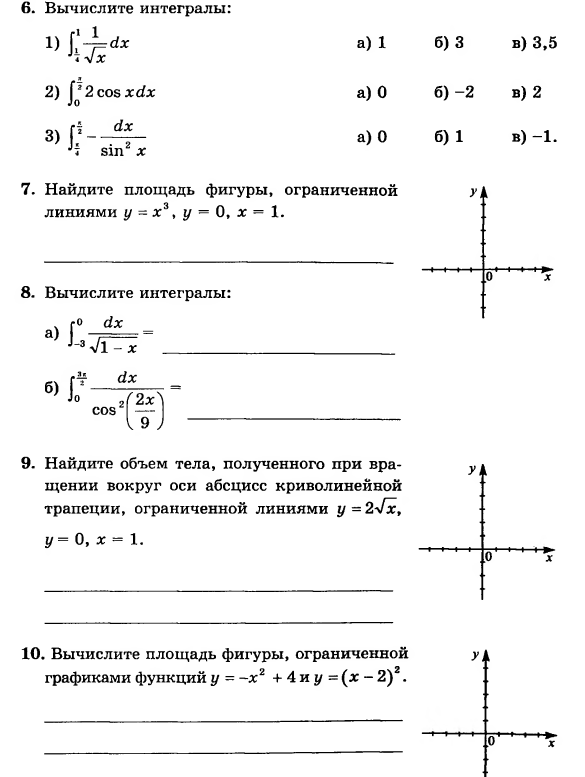 6. Вычислите интегралы:
1) ∫_{1/4}^{1} 1/√x dx а) 1 б) 3 в) 3,5
2) ∫_{0}^{π/2} 2 cos xdx а) 0 б) –2 в) 2
3) ∫_{π/4}^{π/2} – dx/sin² x а) 0 б) 1 в) –1.
7. Найдите площадь фигуры, ограниченной
линиями y = x³, y = 0, x = 1.
y
0
x
8. Вычислите интегралы:
а) ∫_{-3}^{0} dx/√(1 – x) =
б) ∫_{0}^{3π/2} dx/cos²(2x/9) =
9. Найдите объем тела, полученного при вра-
щении вокруг оси абсцисс криволинейной
трапеции, ограниченной линиями y = 2√x,
y = 0, x = 1.
y
0
x
10. Вычислите площадь фигуры, ограниченной
графиками функций y = –x² + 4 и y = (x – 2)².
y
0
x